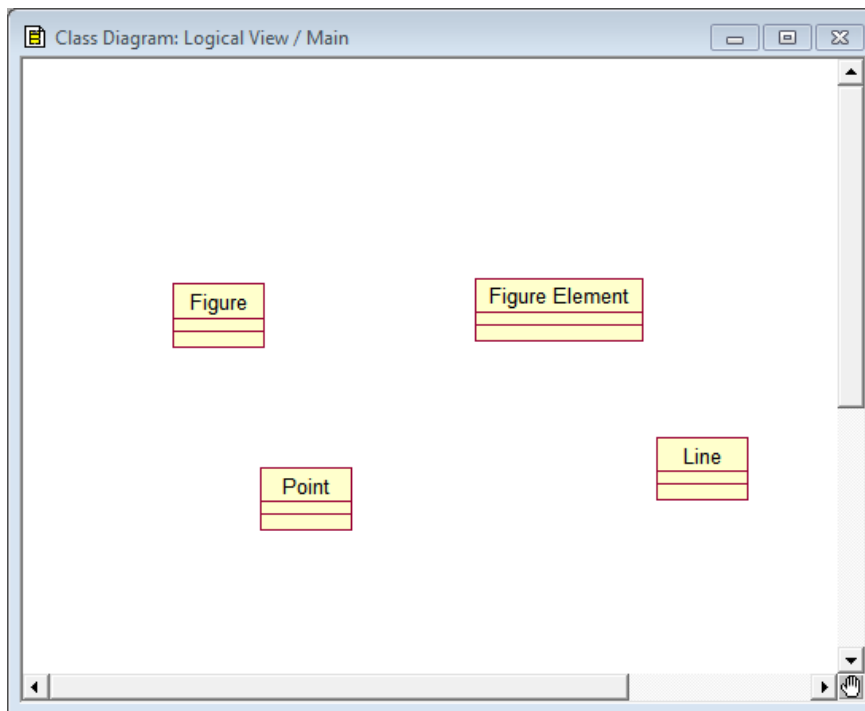 Class Diagram: Logical View / Main
Figure
Figure Element
Point
Line